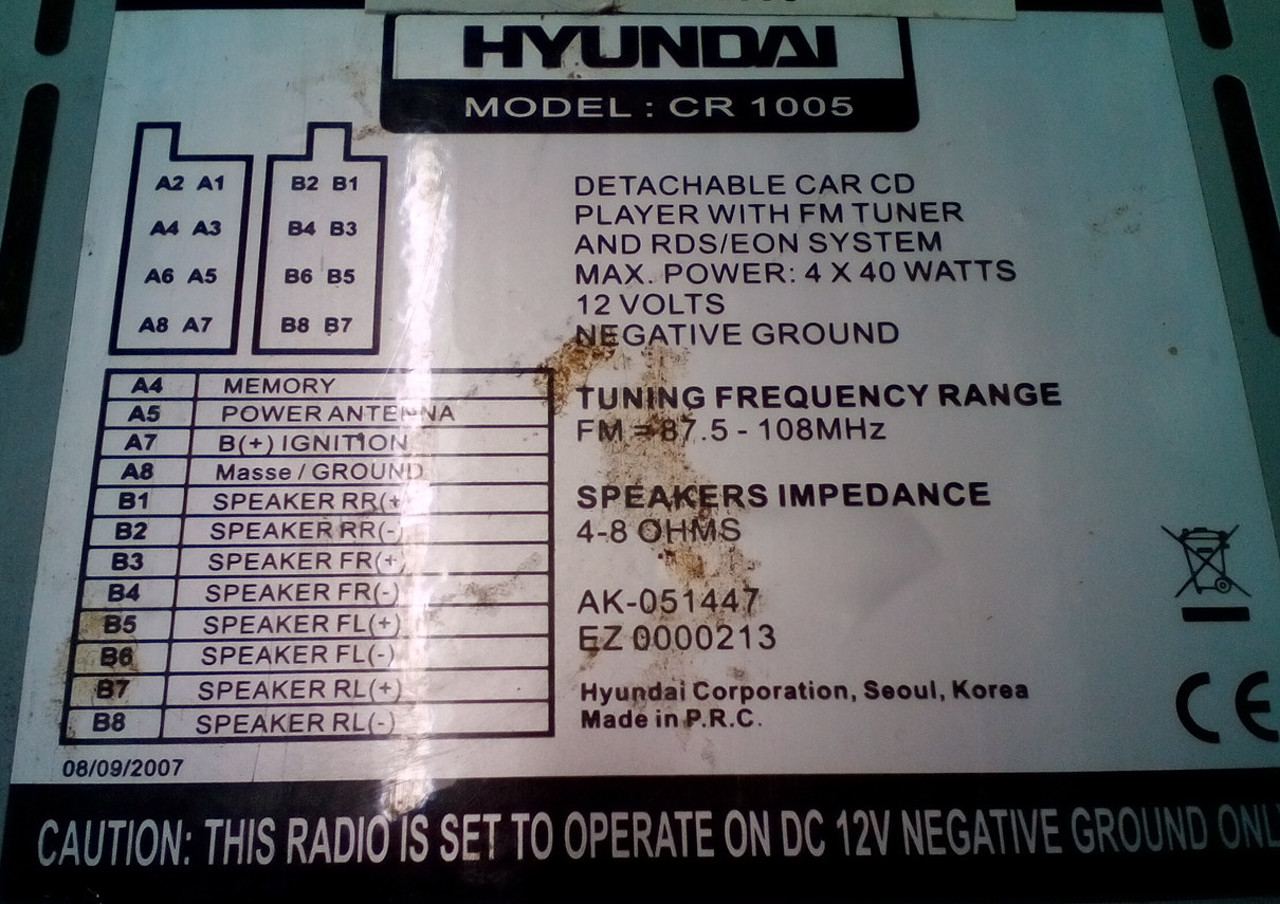 HYUNDAI
MODEL : CR 1005
A2 A1 B2 B1
A4 A3 B4 B3
A6 A5 B6 B5
A8 A7 B8 B7
DETACHABLE CAR CD
PLAYER WITH FM TUNER
AND RDS/EON SYSTEM
MAX. POWER: 4 X 40 WATTS
12 VOLTS
NEGATIVE GROUND
A4 MEMORY
A5 POWER ANTENNA
A7 B(+) IGNITION
A8 Masse / GROUND
B1 SPEAKER RR(+
B2 SPEAKER RR(-)
B3 SPEAKER FR(+
B4 SPEAKER FR(-)
B5 SPEAKER FL(+)
B6 SPEAKER FL(-)
B7 SPEAKER RL(+)
B8 SPEAKER RL(-)
TUNING FREQUENCY RANGE
FM = 87.5 - 108MHz
SPEAKERS IMPEDANCE
4-8 OHMS
AK-051447
EZ 0000213
Hyundai Corporation, Seoul, Korea
Made in P.R.C.
CE
08/09/2007
CAUTION: THIS RADIO IS SET TO OPERATE ON DC 12V NEGATIVE GROUND ONL